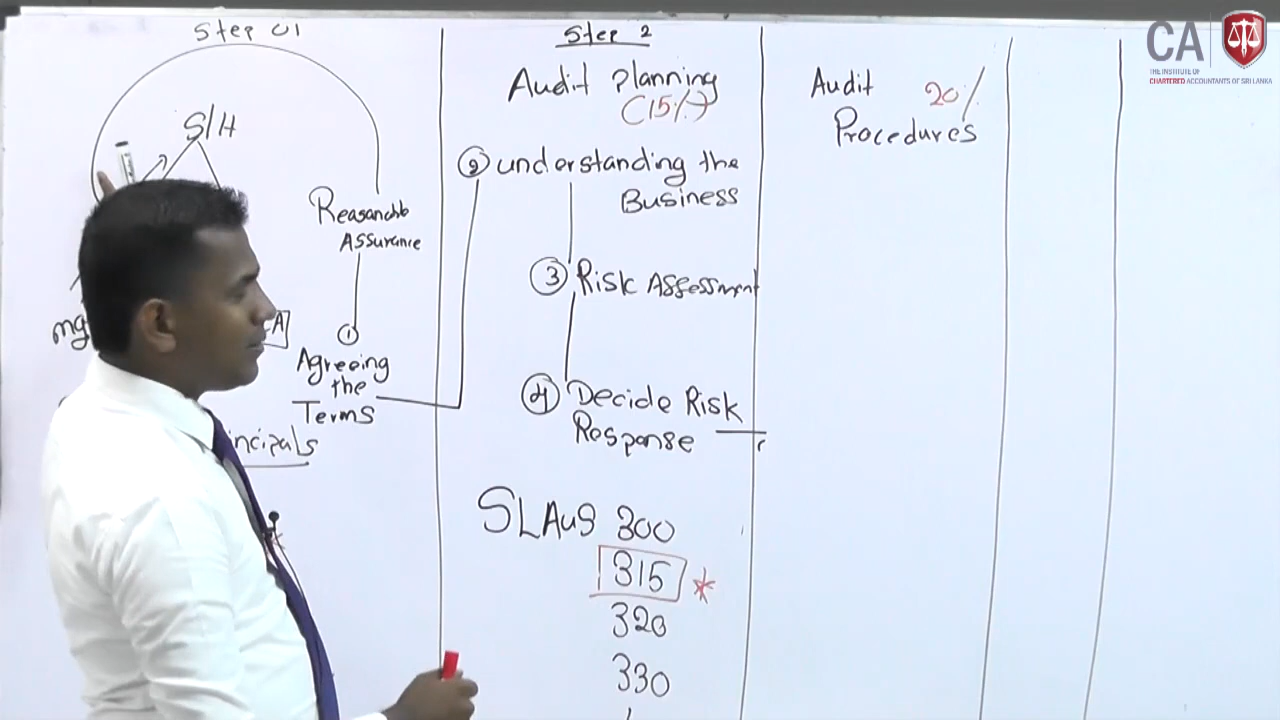 Step 01
S/H
Reasanclb
Assurance
①
Agreeing
the
Terms
incipals
mg
A
Step 2
Audit planning
(15%)
② understanding the
Business
③ Risk Assessment
④ Decide Risk
Response
SLAuS 300
315 *
320
330
Audit 20%
Procedures
CA
THE INSTITUTE OF
CHARTERED ACCOUNTANTS OF SRI LANKA